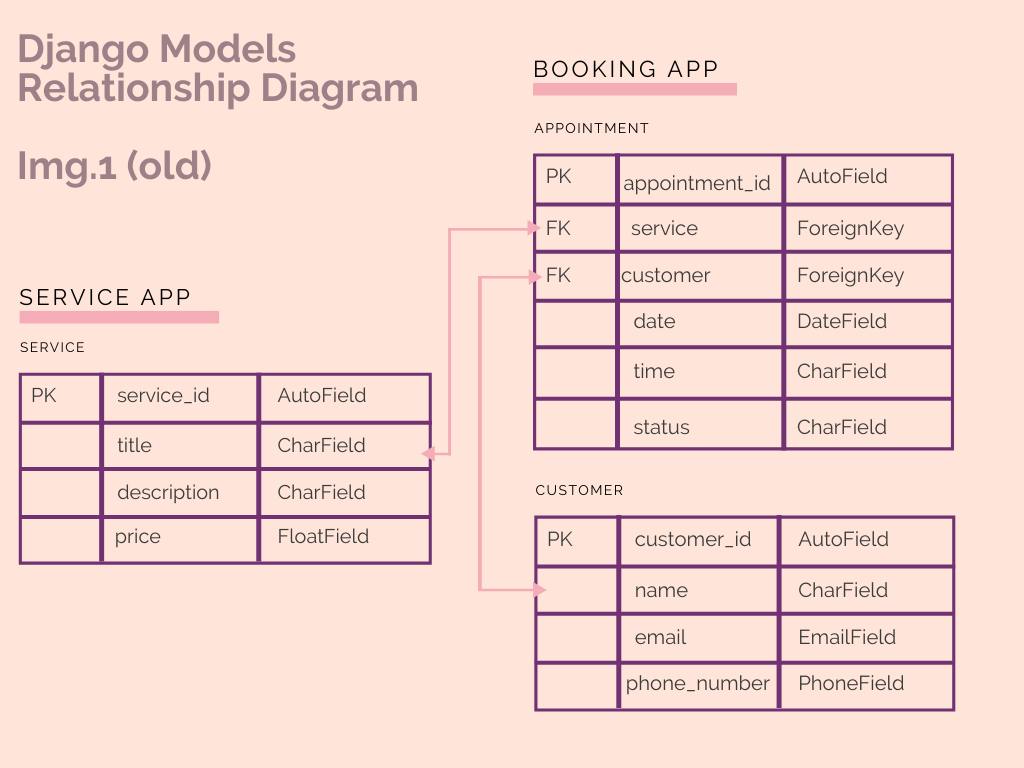 Django Models
Relationship Diagram
Img.1 (old)
BOOKING APP
APPOINTMENT
PK appointment_id AutoField
FK service ForeignKey
FK customer ForeignKey
date DateField
time CharField
status CharField
SERVICE APP
SERVICE
PK service_id AutoField
title CharField
description CharField
price FloatField
CUSTOMER
PK customer_id AutoField
name CharField
email EmailField
phone_number PhoneField